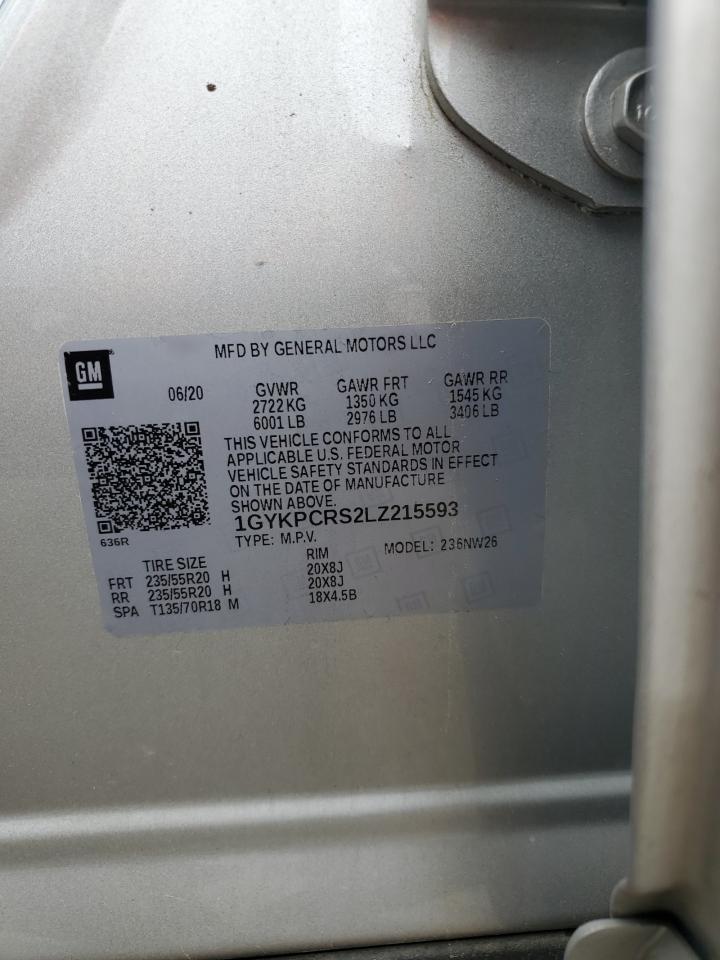 GM
MFD BY GENERAL MOTORS LLC
06/20 GVWR GAWR FRT GAWR RR
2722 KG 1350 KG 1545 KG
6001 LB 2976 LB 3406 LB
THIS VEHICLE CONFORMS TO ALL
APPLICABLE U.S. FEDERAL MOTOR
VEHICLE SAFETY STANDARDS IN EFFECT
ON THE DATE OF MANUFACTURE
SHOWN ABOVE.
1GYKPCRS2LZ215593
636R
TYPE: M.P.V.
MODEL: 236NW26
TIRE SIZE RIM
FRT 235/55R20 H 20X8J
RR 235/55R20 H 20X8J
SPA T135/70R18 M 18X4.5B